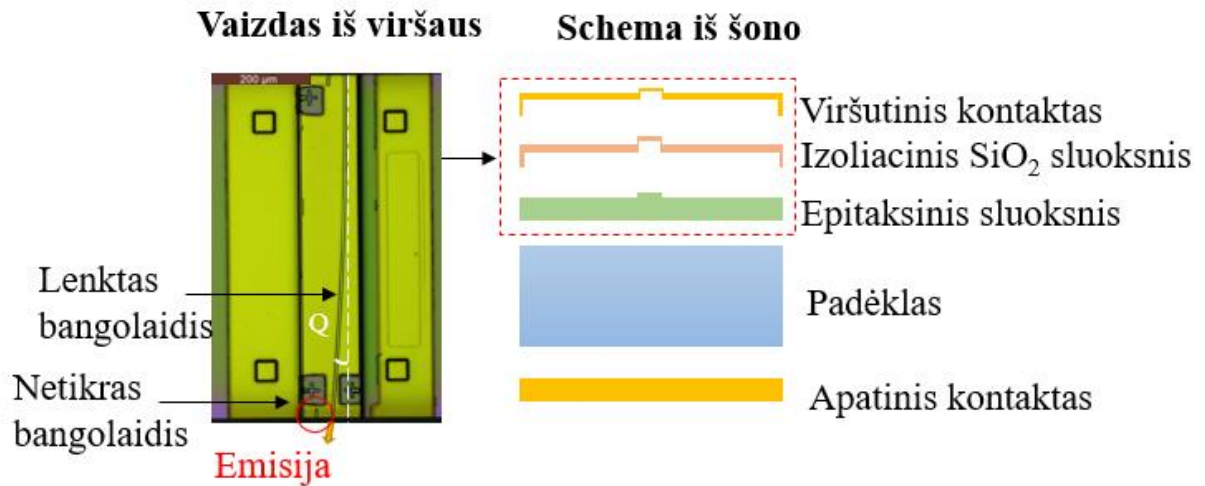 Vaizdas iš viršaus
Schema iš šono
200 µm
Viršutinis kontaktas
Izoliacinis SiO₂ sluoksnis
Epitaksinis sluoksnis
Lenktas
bangolaidis
Q
Padėklas
Netikras
bangolaidis
Apatinis kontaktas
Emisija